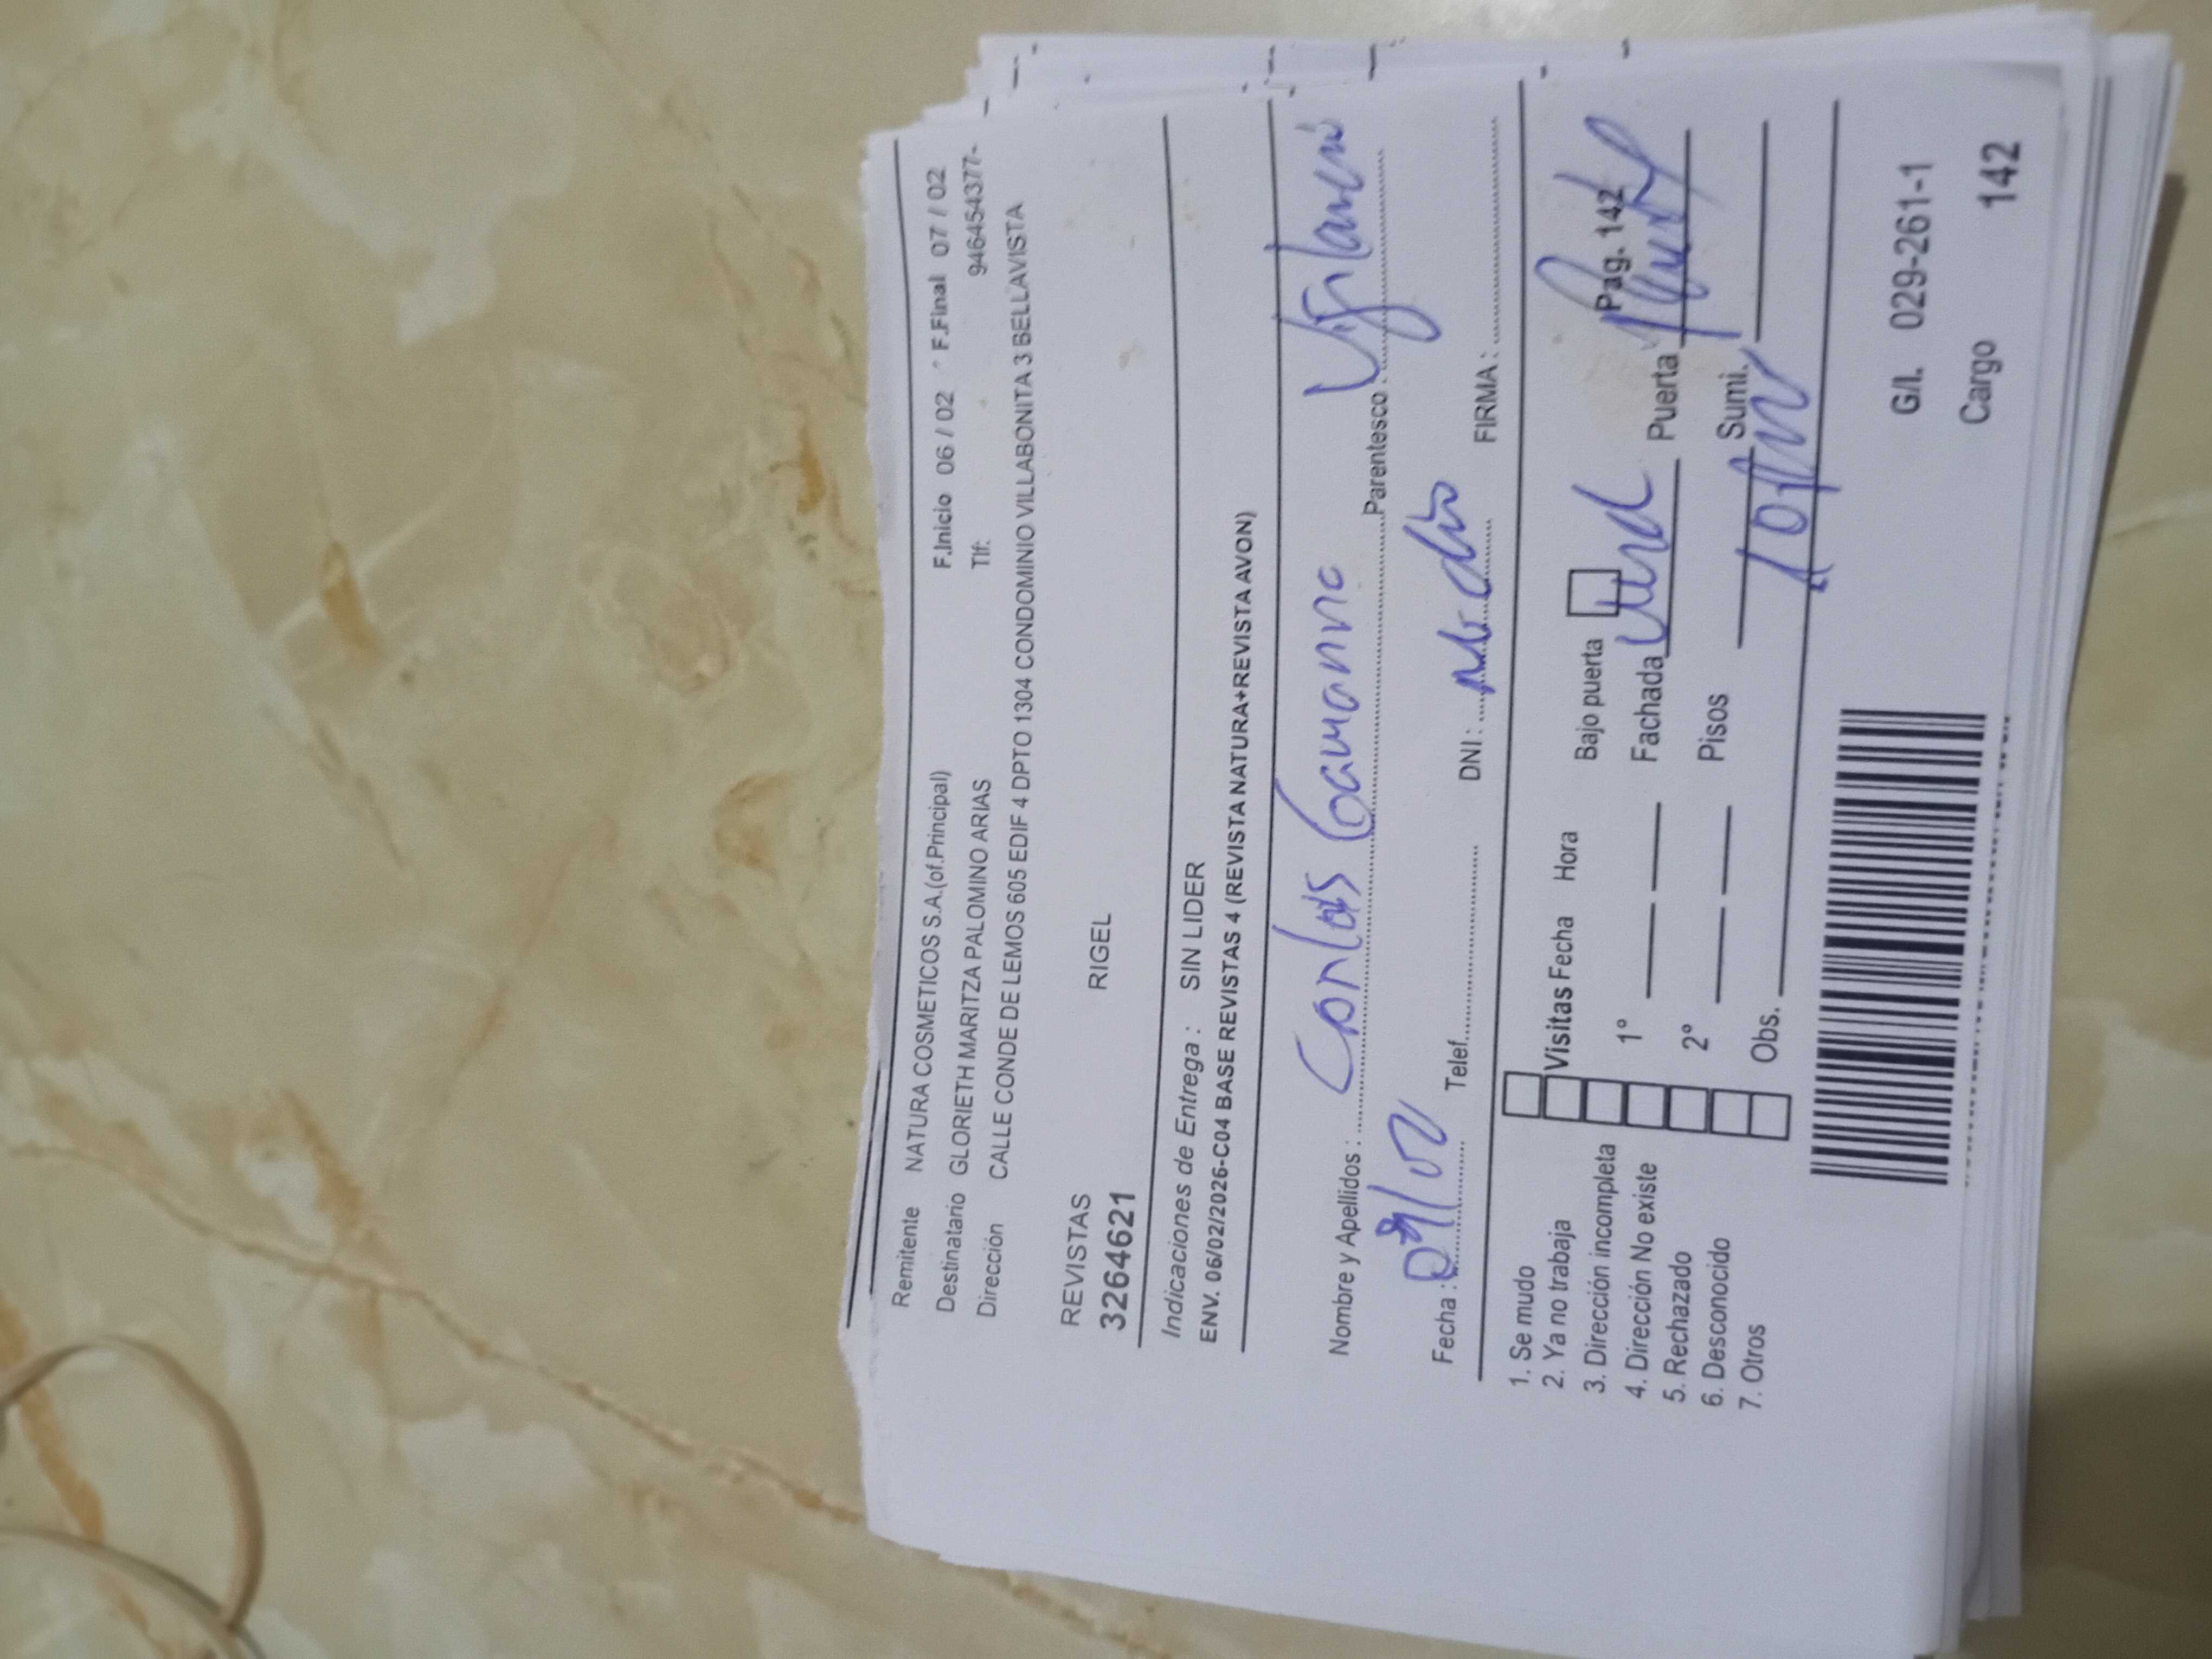 Remitente NATURA COSMETICOS S.A.(of.Principal) F.Inicio 06 / 02 F.Final 07 / 02
Destinatario GLORIETH MARITZA PALOMINO ARIAS Tlf: 946454377-
Dirección CALLE CONDE DE LEMOS 605 EDIF 4 DPTO 1304 CONDOMINIO VILLABONITA 3 BELLAVISTA
REVISTAS
3264621 RIGEL
Indicaciones de Entrega : SIN LIDER
ENV. 06/02/2026-C04 BASE REVISTAS 4 (REVISTA NATURA+REVISTA AVON)
Nombre y Apellidos : Parentesco :
Fecha : Telef. DNI : FIRMA :
1. Se mudo
2. Ya no trabaja Visitas Fecha Hora Bajo puerta Pag. 142
3. Dirección incompleta 1° Fachada Puerta
4. Dirección No existe
5. Rechazado 2° Pisos Sumi.
6. Desconocido
7. Otros Obs.
G/I. 029-261-1
Cargo 142